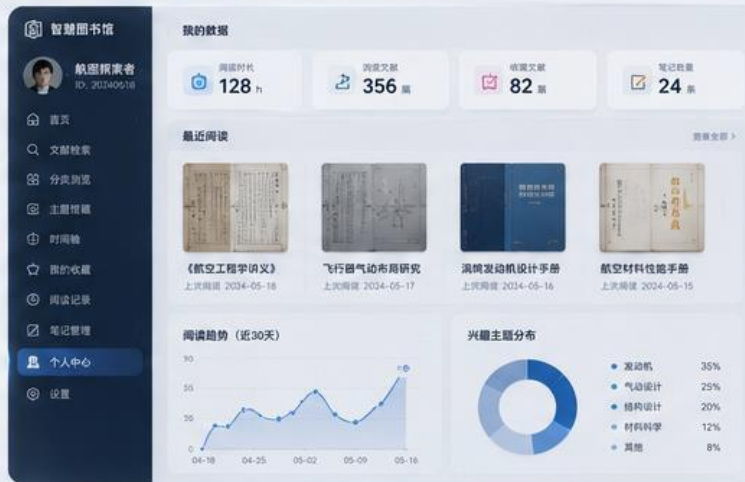 智慧图书馆
ID: 20240518
首页
文献检索
分类浏览
主题馆藏
时间轴
我的收藏
阅读记录
笔记管理
个人中心
设置
我的数据
阅读时长
128 h
浏览文献
356 篇
收藏文献
82 篇
笔记数量
24 条
最近阅读
查看全部 >
《航空工程学讲义》
上次阅读 2024-05-18
飞行器气动布局研究
上次阅读 2024-05-17
涡轮发动机设计手册
上次阅读 2024-05-16
航空材料性能手册
上次阅读 2024-05-15
阅读趋势（近30天）
04-18
04-25
05-02
05-09
05-16
兴趣主题分布
发动机 35%
气动设计 25%
结构设计 20%
材料科学 12%
其他 8%